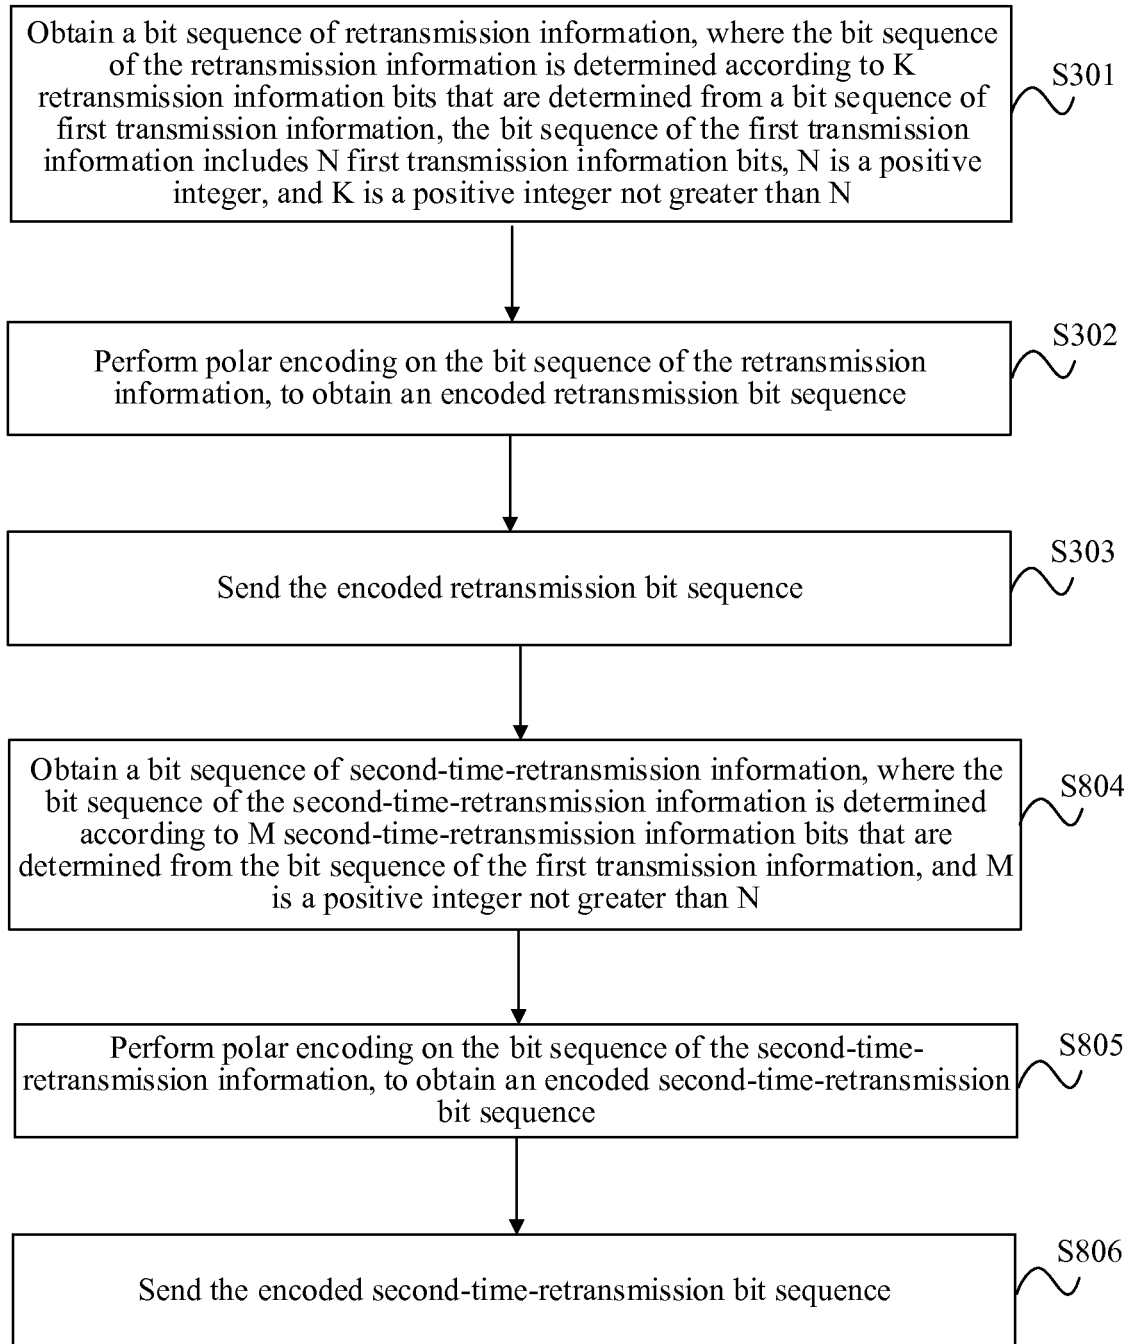 Obtain a bit sequence of retransmission information, where the bit sequence
of the retransmission information is determined according to K
retransmission information bits that are determined from a bit sequence of
first transmission information, the bit sequence of the first transmission
information includes N first transmission information bits, N is a positive
integer, and K is a positive integer not greater than N
S301
Perform polar encoding on the bit sequence of the retransmission
information, to obtain an encoded retransmission bit sequence
S302
Send the encoded retransmission bit sequence
S303
Obtain a bit sequence of second-time-retransmission information, where the
bit sequence of the second-time-retransmission information is determined
according to M second-time-retransmission information bits that are
determined from the bit sequence of the first transmission information, and M
is a positive integer not greater than N
S804
Perform polar encoding on the bit sequence of the second-time-
retransmission information, to obtain an encoded second-time-retransmission
bit sequence
S805
Send the encoded second-time-retransmission bit sequence
S806